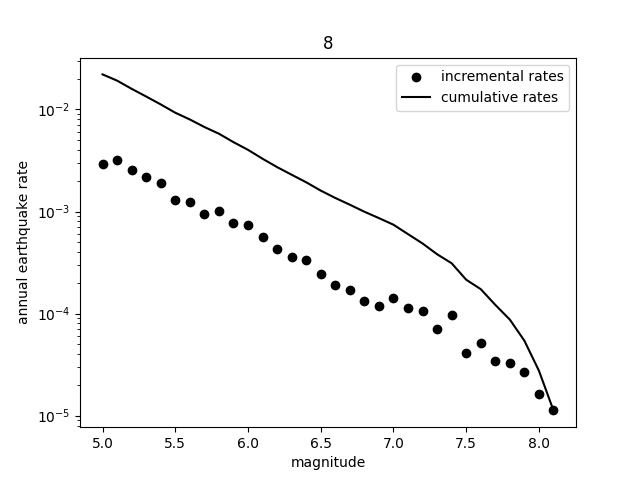 8
incremental rates
cumulative rates
annual earthquake rate
10⁻²
10⁻³
10⁻⁴
10⁻⁵
5.0 5.5 6.0 6.5 7.0 7.5 8.0
magnitude